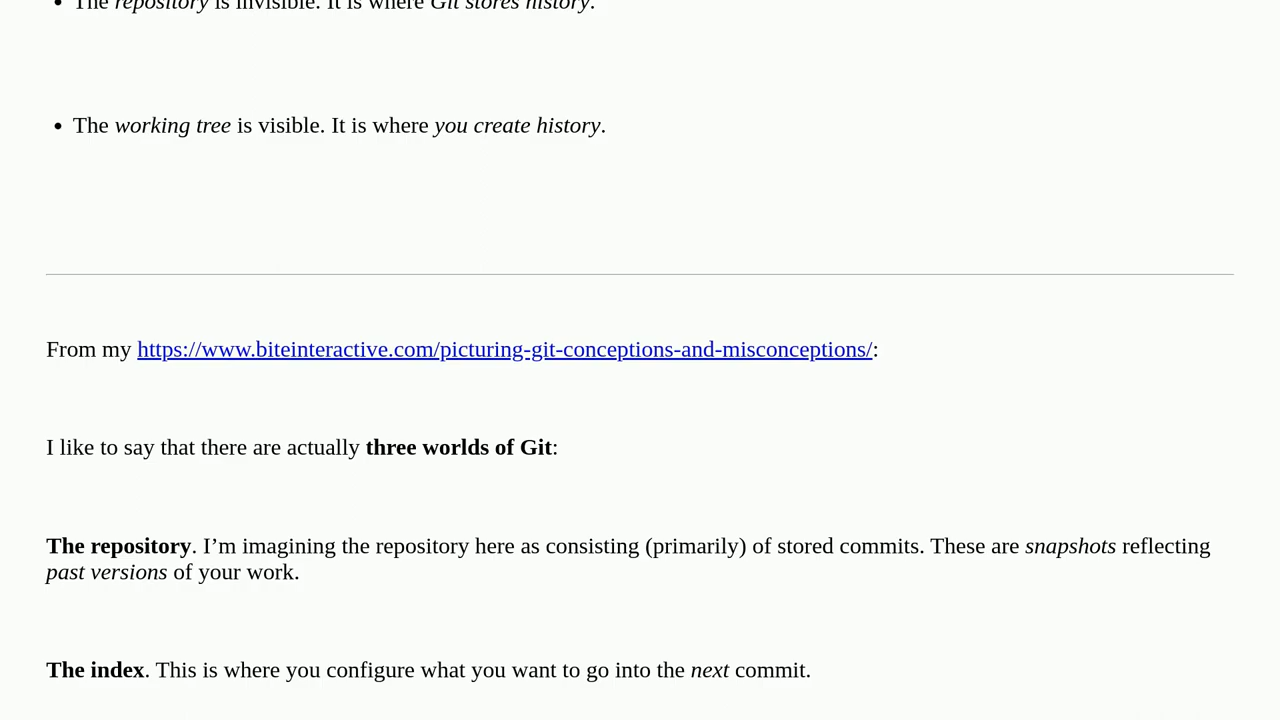 • The repository is invisible. It is where Git stores history.
• The working tree is visible. It is where you create history.
From my https://www.biteinteractive.com/picturing-git-conceptions-and-misconceptions/:
I like to say that there are actually three worlds of Git:
The repository. I’m imagining the repository here as consisting (primarily) of stored commits. These are snapshots reflecting
past versions of your work.
The index. This is where you configure what you want to go into the next commit.